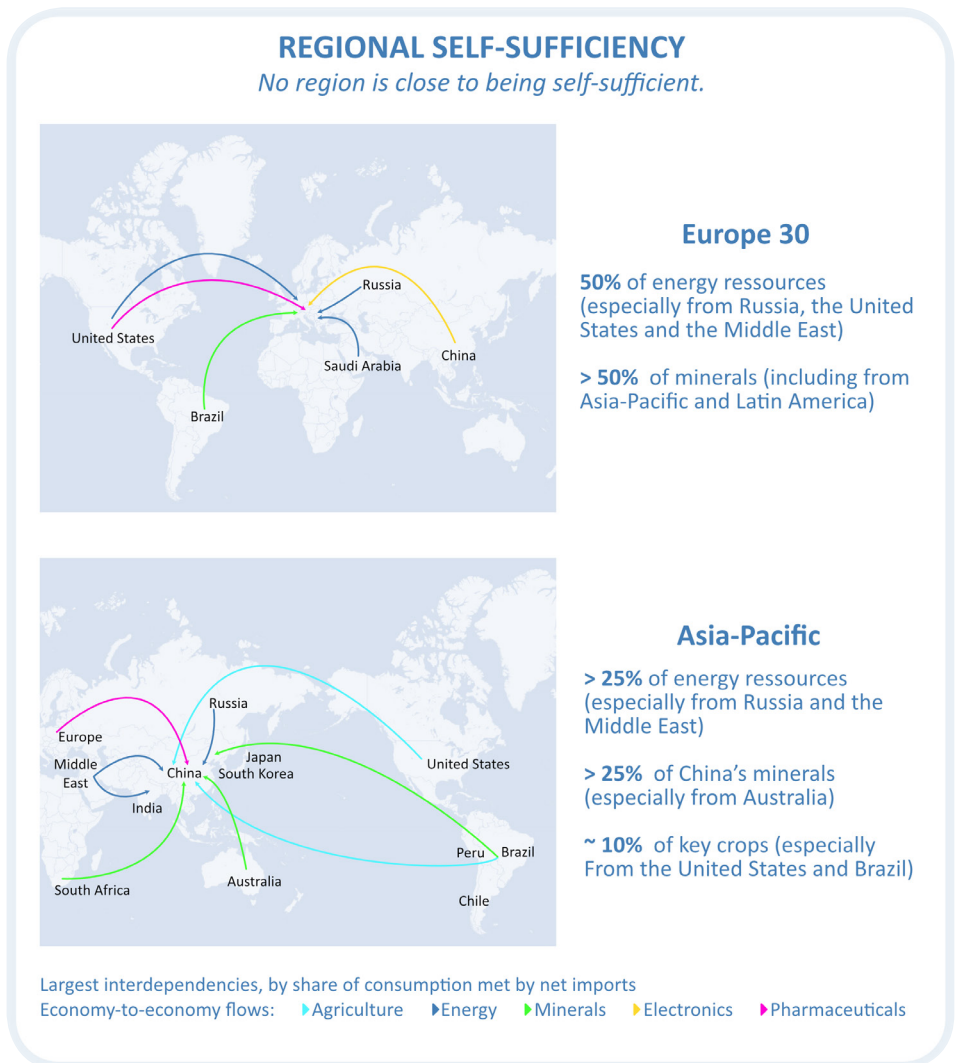 REGIONAL SELF-SUFFICIENCY
No region is close to being self-sufficient.
United States
Russia
Saudi Arabia
China
Brazil
Europe 30
50% of energy ressources
(especially from Russia, the United
States and the Middle East)
> 50% of minerals (including from
Asia-Pacific and Latin America)
Russia
Europe
Middle
East
China
Japan
South Korea
India
United States
South Africa
Australia
Peru
Brazil
Chile
Asia-Pacific
> 25% of energy ressources
(especially from Russia and the
Middle East)
> 25% of China’s minerals
(especially from Australia)
~ 10% of key crops (especially
From the United States and Brazil)
Largest interdependencies, by share of consumption met by net imports
Economy-to-economy flows: Agriculture Energy Minerals Electronics Pharmaceuticals